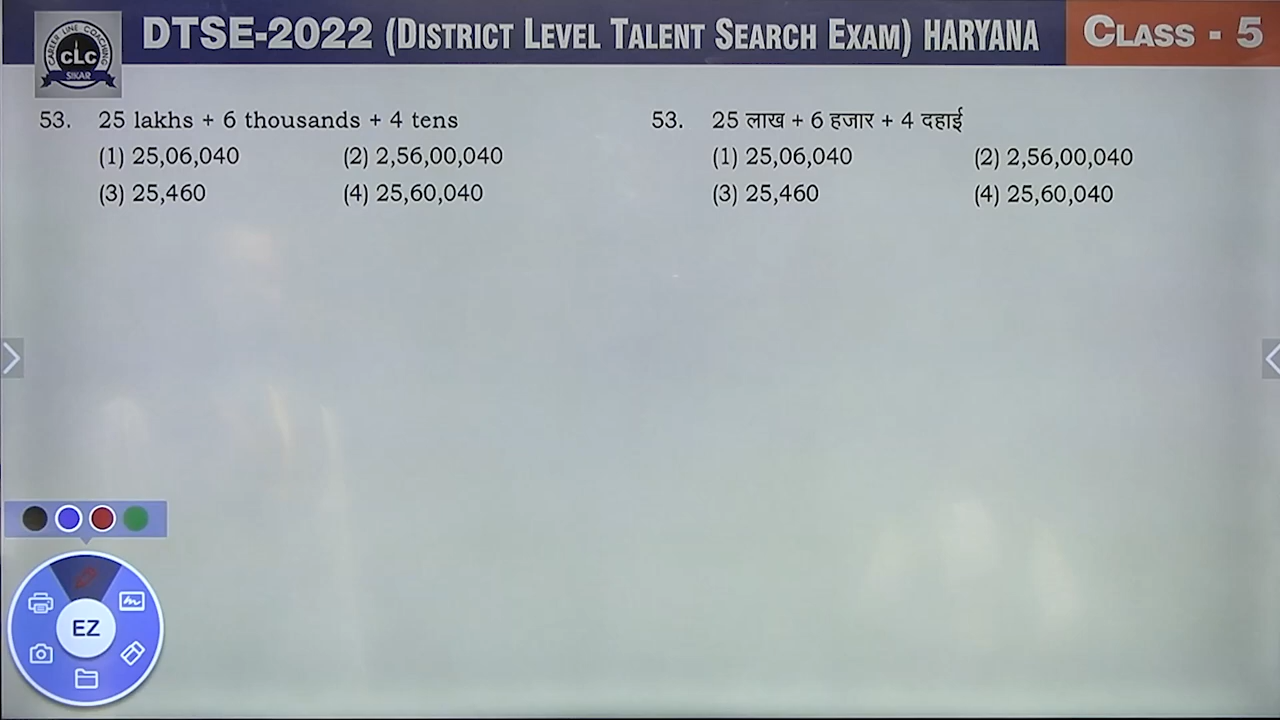 CAREER LINE COACHING
CLC
SIKAR
DTSE-2022 (DISTRICT LEVEL TALENT SEARCH EXAM) HARYANA
CLASS - 5
53. 25 lakhs + 6 thousands + 4 tens
(1) 25,06,040 (2) 2,56,00,040
(3) 25,460 (4) 25,60,040
53. 25 लाख + 6 हजार + 4 दहाई
(1) 25,06,040 (2) 2,56,00,040
(3) 25,460 (4) 25,60,040
EZ